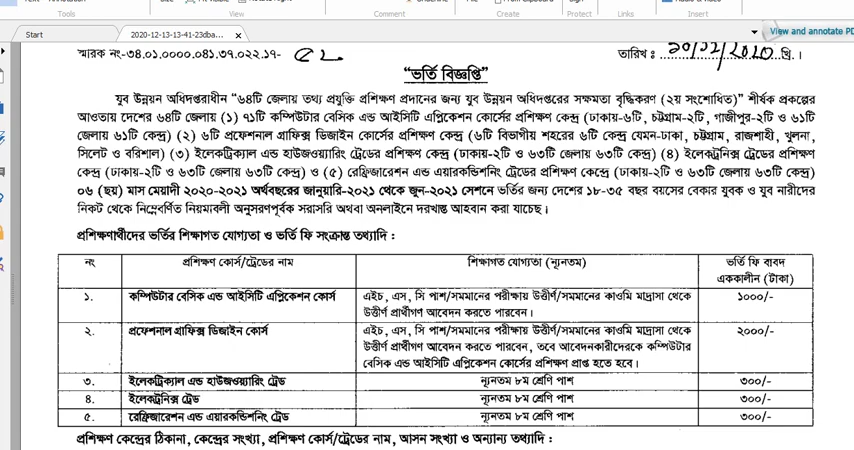 Tools View Comment Create Protect Links Insert
Start 2020-12-13-13-41-23dba... × View and annotate PD
স্মারক নং-৩৪.০১.০০০০.০৪১.৩৭.০২২.১৭- ৫২ তারিখ : ১০/১২/২০২০ খ্রি.।
“ভর্তি বিজ্ঞপ্তি”
যুব উন্নয়ন অধিদপ্তরাধীন “৬৪টি জেলায় তথ্য প্রযুক্তি প্রশিক্ষণ প্রদানের জন্য যুব উন্নয়ন অধিদপ্তরের সক্ষমতা বৃদ্ধিকরণ (২য় সংশোধিত)” শীর্ষক প্রকল্পের
আওতায় দেশের ৬৪টি জেলায় (১) ৭১টি কম্পিউটার বেসিক এন্ড আইসিটি এপ্লিকেশন কোর্সের প্রশিক্ষণ কেন্দ্র (ঢাকায়-৬টি, চট্টগ্রাম-২টি, গাজীপুর-২টি ও ৬১টি
জেলায় ৬১টি কেন্দ্র) (২) ৬টি প্রফেশনাল গ্রাফিক্স ডিজাইন কোর্সের প্রশিক্ষণ কেন্দ্র (৬টি বিভাগীয় শহরের ৬টি কেন্দ্র যেমন-ঢাকা, চট্টগ্রাম, রাজশাহী, খুলনা,
সিলেট ও বরিশাল) (৩) ইলেকট্রিক্যাল এন্ড হাউজওয়্যারিং ট্রেডের প্রশিক্ষণ কেন্দ্র (ঢাকায়-২টি ও ৬৩টি জেলায় ৬৩টি কেন্দ্র) (৪) ইলেকট্রনিক্স ট্রেডের প্রশিক্ষণ
কেন্দ্র (ঢাকায়-২টি ও ৬৩টি জেলায় ৬৩টি কেন্দ্র) ও (৫) রেফ্রিজারেশন এন্ড এয়ারকন্ডিশনিং ট্রেডের প্রশিক্ষণ কেন্দ্রে (ঢাকায়-২টি ও ৬৩টি জেলায় ৬৩টি কেন্দ্র)
০৬ (ছয়) মাস মেয়াদী ২০২০-২০২১ অর্থবছরের জানুয়ারি-২০২১ থেকে জুন-২০২১ সেশনে ভর্তির জন্য দেশের ১৮-৩৫ বছর বয়সের বেকার যুবক ও যুব নারীদের
নিকট থেকে নিম্নেবর্ণিত নিয়মাবলী অনুসরণপূর্বক সরাসরি অথবা অনলাইনে দরখাস্ত আহবান করা যাচেছ।
প্রশিক্ষণার্থীদের ভর্তির শিক্ষাগত যোগ্যতা ও ভর্তি ফি সংক্রান্ত তথ্যাদি :
নং প্রশিক্ষণ কোর্স/ট্রেডের নাম শিক্ষাগত যোগ্যতা (ন্যূনতম) ভর্তি ফি বাবদ
এককালীন (টাকা)
১. কম্পিউটার বেসিক এন্ড আইসিটি এপ্লিকেশন কোর্স এইচ, এস, সি পাশ/সমমানের পরীক্ষায় উত্তীর্ণ/সমমানের কাওমি মাদ্রাসা থেকে ১০০০/-
উত্তীর্ণ প্রার্থীগণ আবেদন করতে পারবেন।
২. প্রফেশনাল গ্রাফিক্স ডিজাইন কোর্স এইচ, এস, সি পাশ/সমমানের পরীক্ষায় উত্তীর্ণ/সমমানের কাওমি মাদ্রাসা থেকে ২০০০/-
উত্তীর্ণ প্রার্থীগণ আবেদন করতে পারবেন, তবে আবেদনকারীদেরকে কম্পিউটার
বেসিক এন্ড আইসিটি এপ্লিকেশন কোর্সের প্রশিক্ষণ প্রাপ্ত হতে হবে।
৩. ইলেকট্রিক্যাল এন্ড হাউজওয়্যারিং ট্রেড ন্যূনতম ৮ম শ্রেণি পাশ ৩০০/-
৪. ইলেকট্রনিক্স ট্রেড ন্যূনতম ৮ম শ্রেণি পাশ ৩০০/-
৫. রেফ্রিজারেশন এন্ড এয়ারকন্ডিশনিং ট্রেড ন্যূনতম ৮ম শ্রেণি পাশ ৩০০/-
প্রশিক্ষণ কেন্দ্রের ঠিকানা, কেন্দ্রের সংখ্যা, প্রশিক্ষণ কোর্স/ট্রেডের নাম, আসন সংখ্যা ও অন্যান্য তথ্যাদি :